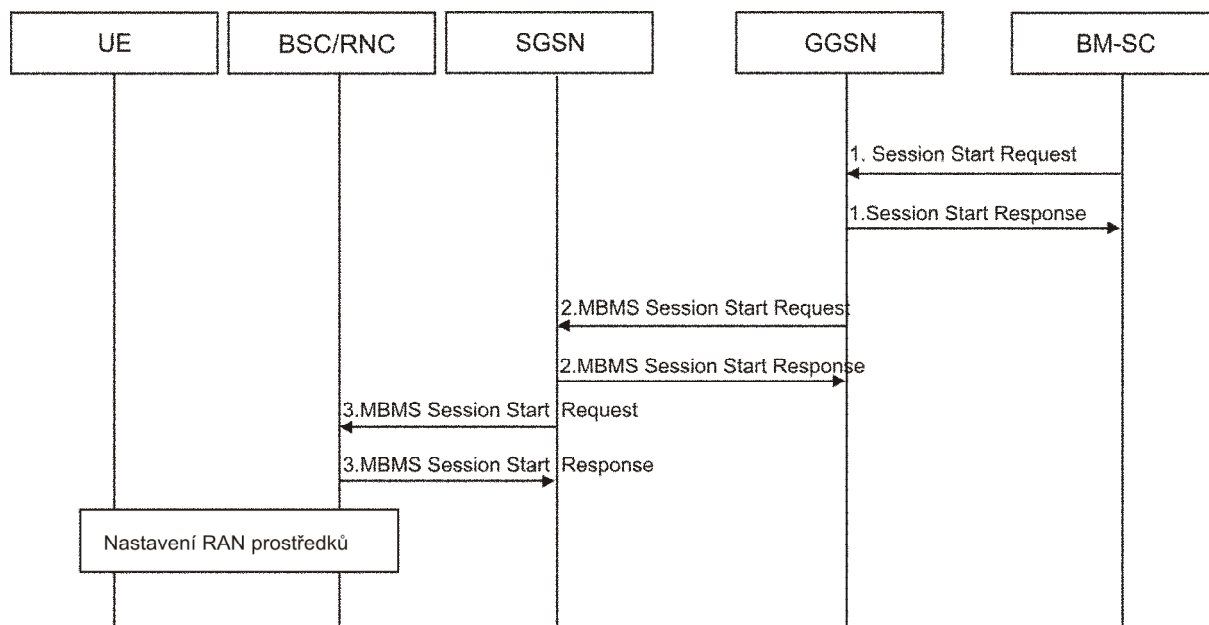 UE
BSC/RNC
SGSN
GGSN
BM-SC
1. Session Start Request
1.Session Start Response
2.MBMS Session Start Request
2.MBMS Session Start Response
3.MBMS Session Start Request
3.MBMS Session Start Response
Nastavení RAN prostředků